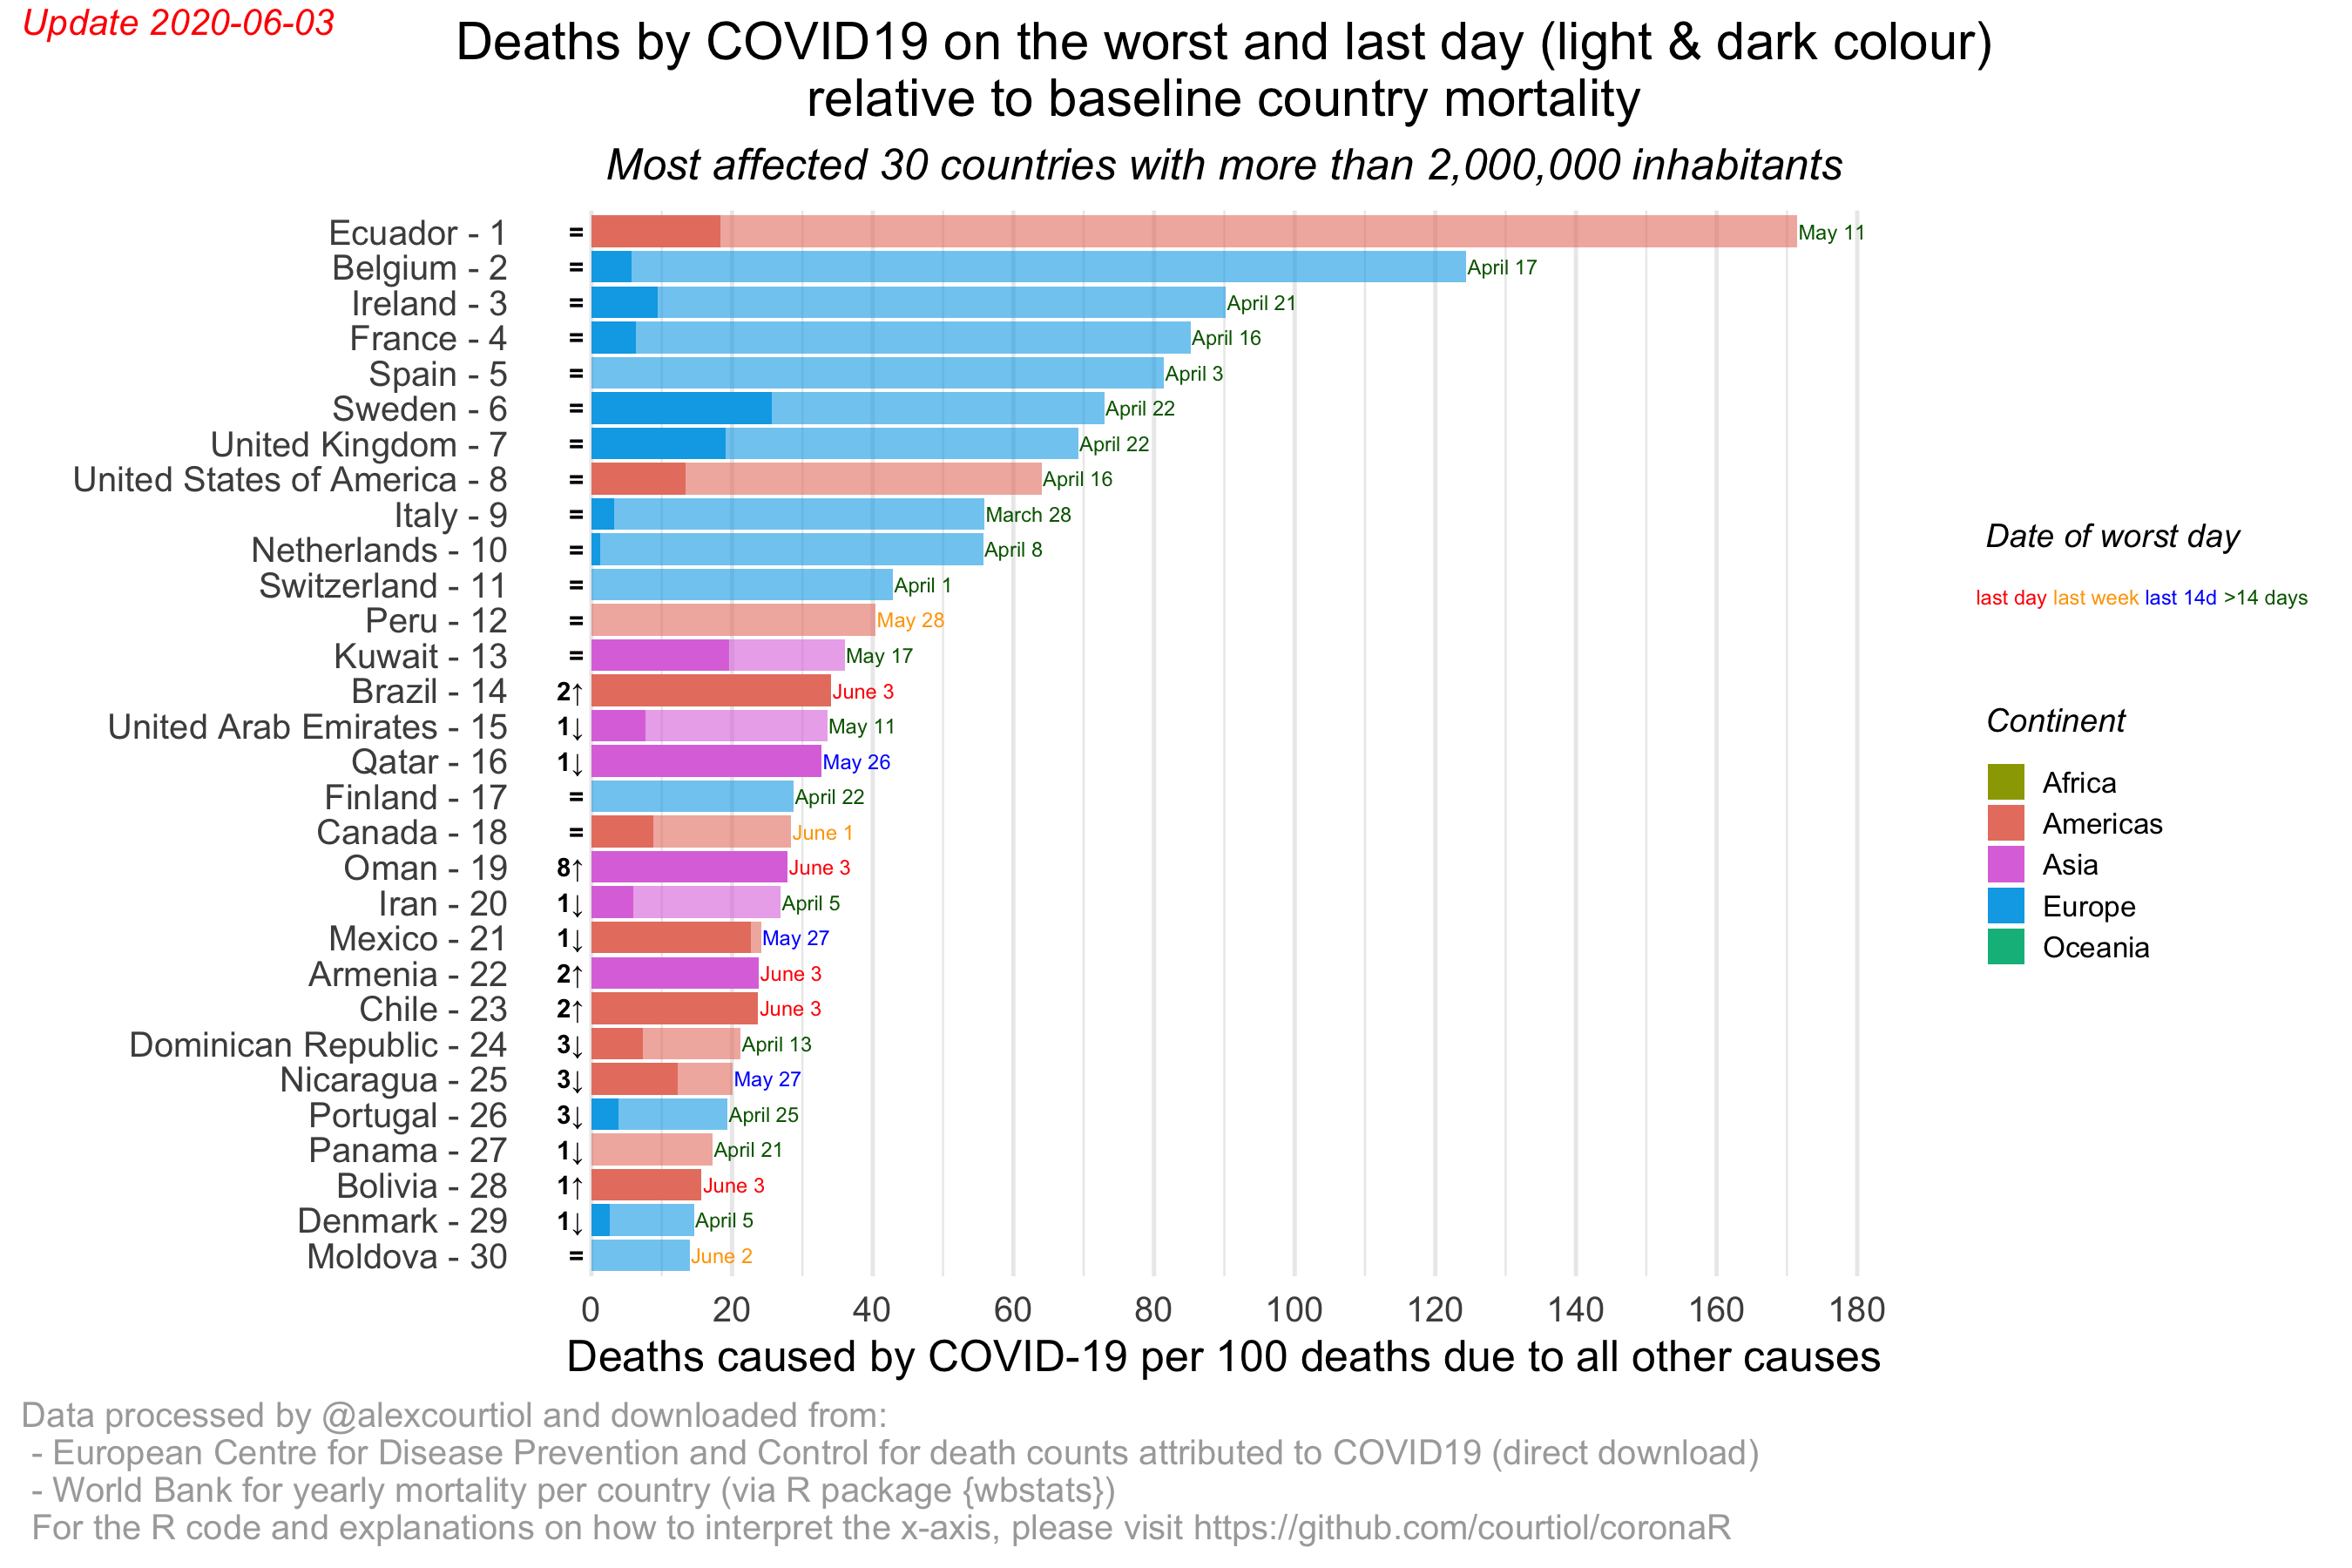 Update 2020-06-03
Deaths by COVID19 on the worst and last day (light & dark colour)
relative to baseline country mortality
Most affected 30 countries with more than 2,000,000 inhabitants
Ecuador - 1 = May 11
Belgium - 2 = April 17
Ireland - 3 = April 21
France - 4 = April 16
Spain - 5 = April 3
Sweden - 6 = April 22
United Kingdom - 7 = April 22
United States of America - 8 = April 16
Italy - 9 = March 28
Netherlands - 10 = April 8
Switzerland - 11 = April 1
Peru - 12 = May 28
Kuwait - 13 = May 17
Brazil - 14 2↑ June 3
United Arab Emirates - 15 1↓ May 11
Qatar - 16 1↓ May 26
Finland - 17 = April 22
Canada - 18 = June 1
Oman - 19 8↑ June 3
Iran - 20 1↓ April 5
Mexico - 21 1↓ May 27
Armenia - 22 2↑ June 3
Chile - 23 2↑ June 3
Dominican Republic - 24 3↓ April 13
Nicaragua - 25 3↓ May 27
Portugal - 26 3↓ April 25
Panama - 27 1↓ April 21
Bolivia - 28 1↑ June 3
Denmark - 29 1↓ April 5
Moldova - 30 = June 2
0 20 40 60 80 100 120 140 160 180
Deaths caused by COVID-19 per 100 deaths due to all other causes
Date of worst day
last day last week last 14d >14 days
Continent
Africa
Americas
Asia
Europe
Oceania
Data processed by @alexcourtiol and downloaded from:
- European Centre for Disease Prevention and Control for death counts attributed to COVID19 (direct download)
- World Bank for yearly mortality per country (via R package {wbstats})
For the R code and explanations on how to interpret the x-axis, please visit https://github.com/courtiol/coronaR